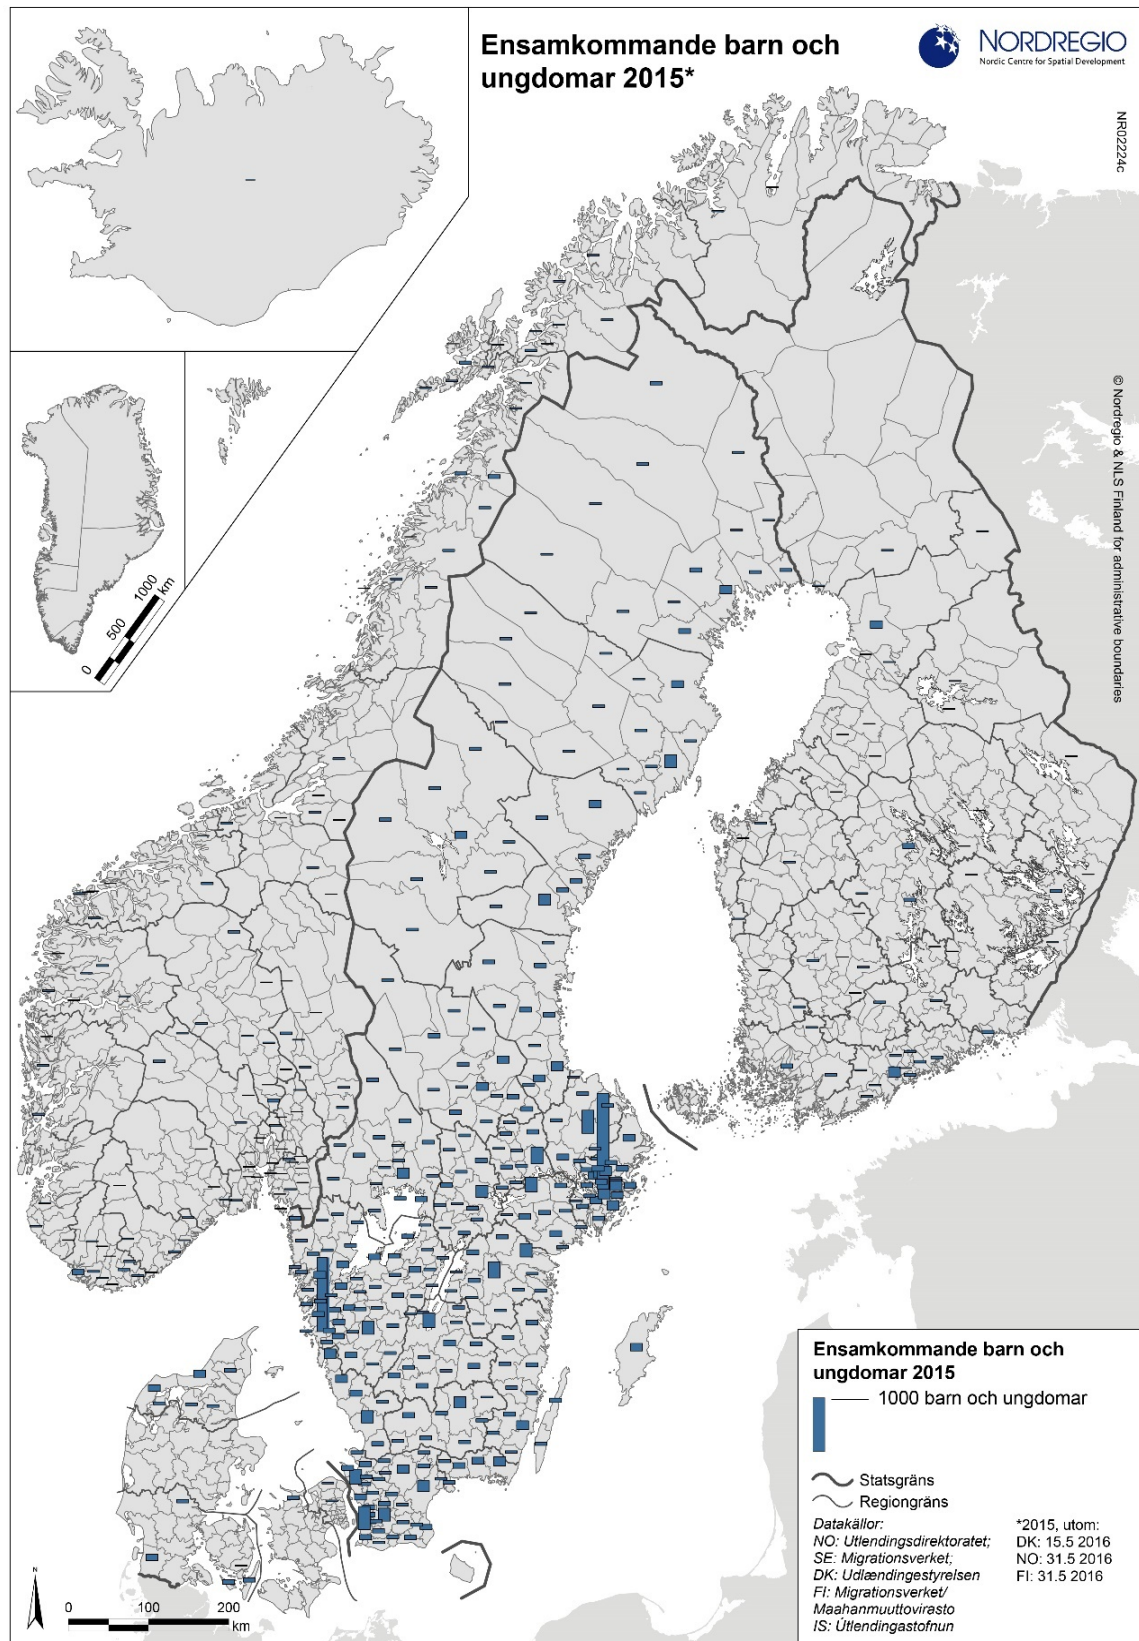 Ensamkommande barn och
ungdomar 2015*
NORDREGIO
Nordic Centre for Spatial Development
NR02224c
© Nordregio & NLS Finland for administrative boundaries
0 500 1000
km
Ensamkommande barn och
ungdomar 2015
1000 barn och ungdomar
Statsgräns
Regiongräns
Datakällor:
NO: Utlendingsdirektoratet;
SE: Migrationsverket;
DK: Udlændingestyrelsen
FI: Migrationsverket/
Maahanmuuttovirasto
IS: Útlendingastofnun
*2015, utom:
DK: 15.5 2016
NO: 31.5 2016
FI: 31.5 2016
N
0 100 200
km